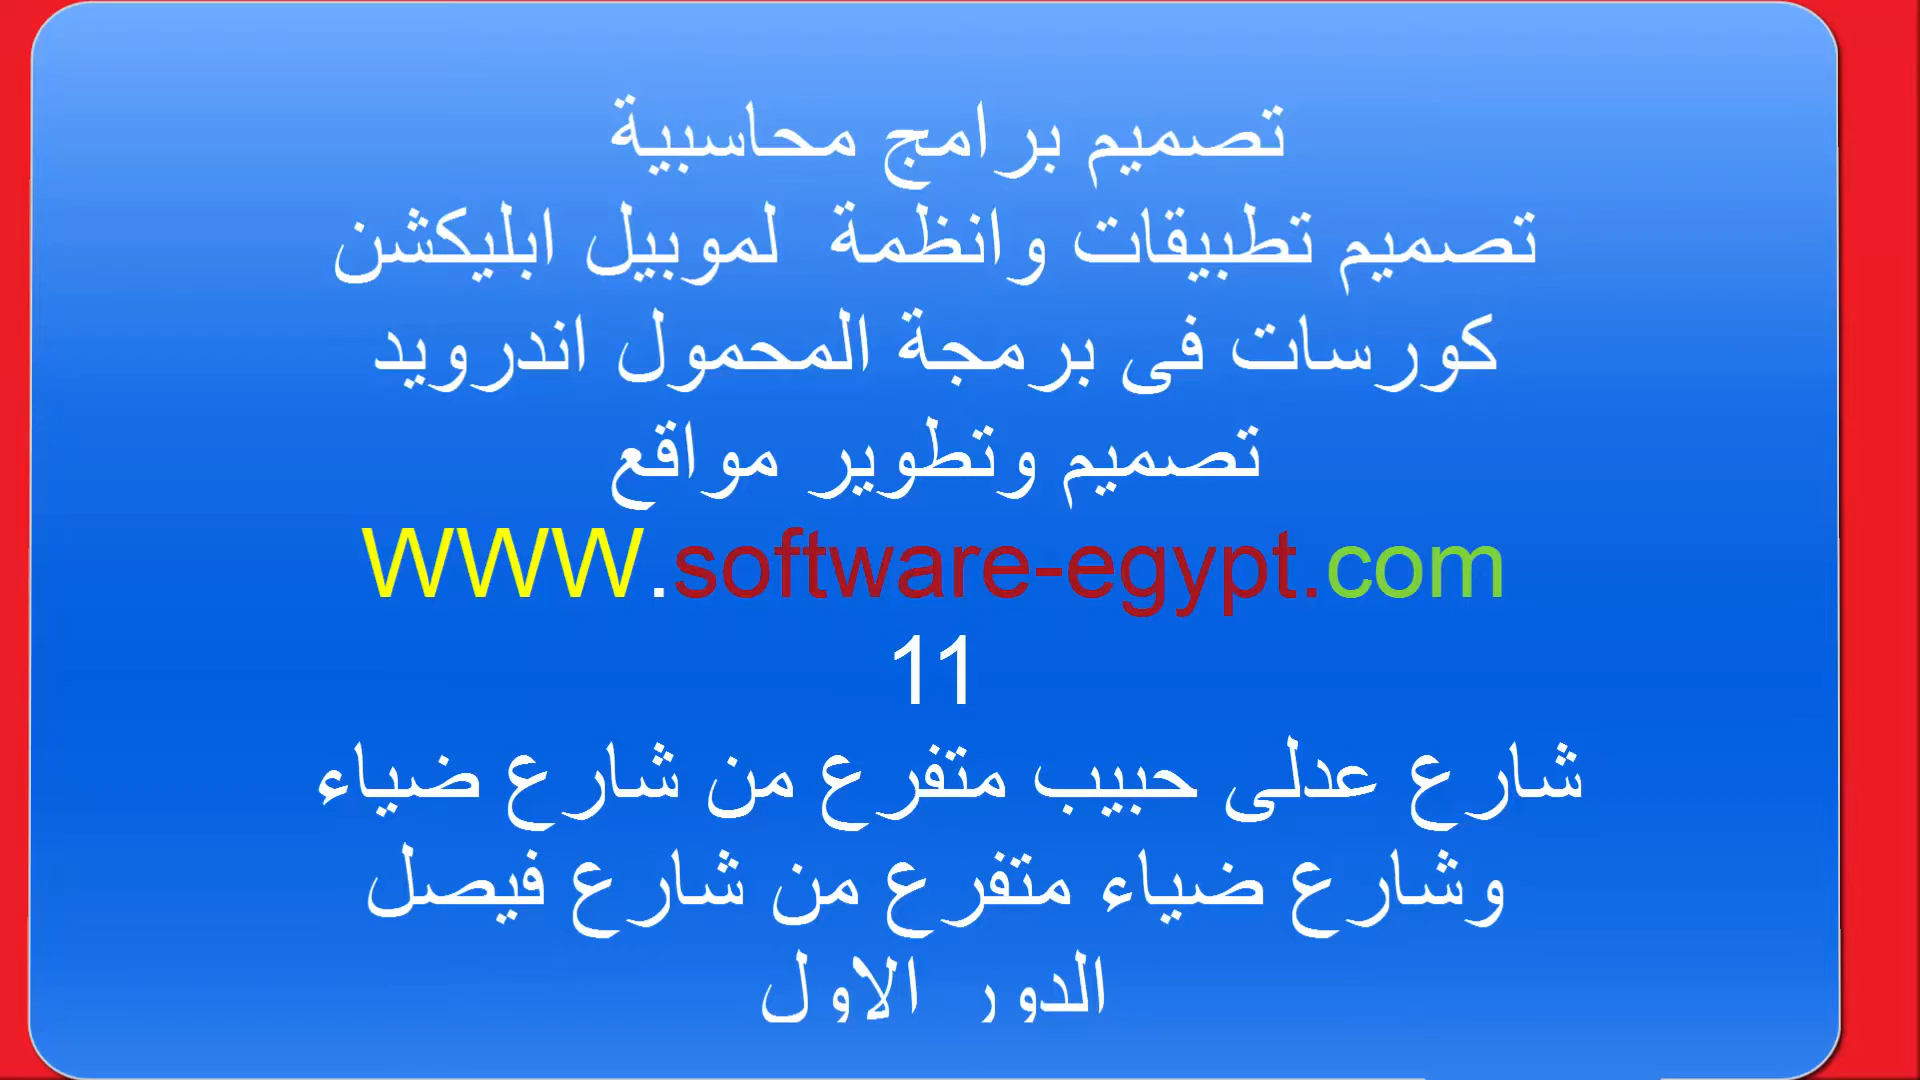 تصميم برامج محاسبية
تصميم تطبيقات وانظمة  لموبيل ابليكشن
كورسات فى برمجة المحمول اندرويد
تصميم وتطوير مواقع
WWW.software-egypt.com
11
شارع عدلى حبيب متفرع من شارع ضياء
وشارع ضياء متفرع من شارع فيصل
الدور الاول